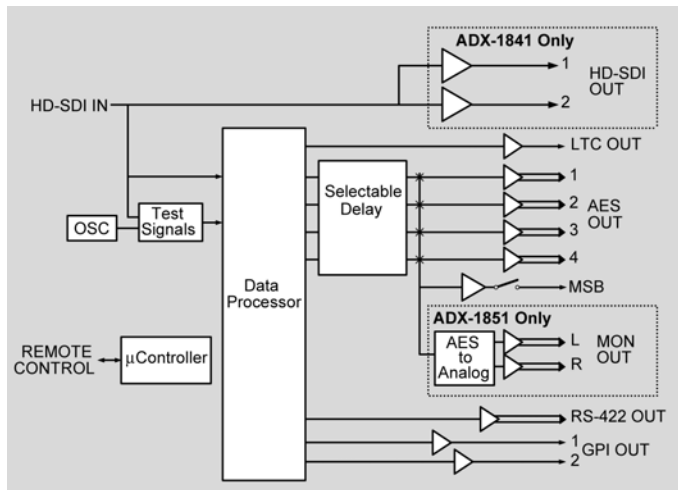 ADX-1841 Only
1
HD-SDI
OUT
2
HD-SDI IN
LTC OUT
Selectable
Delay
1
2
AES
OUT
3
4
OSC
Test
Signals
Data
Processor
MSB
ADX-1851 Only
AES
to
Analog
L
R
MON
OUT
REMOTE
CONTROL
µController
RS-422 OUT
1
GPI OUT
2